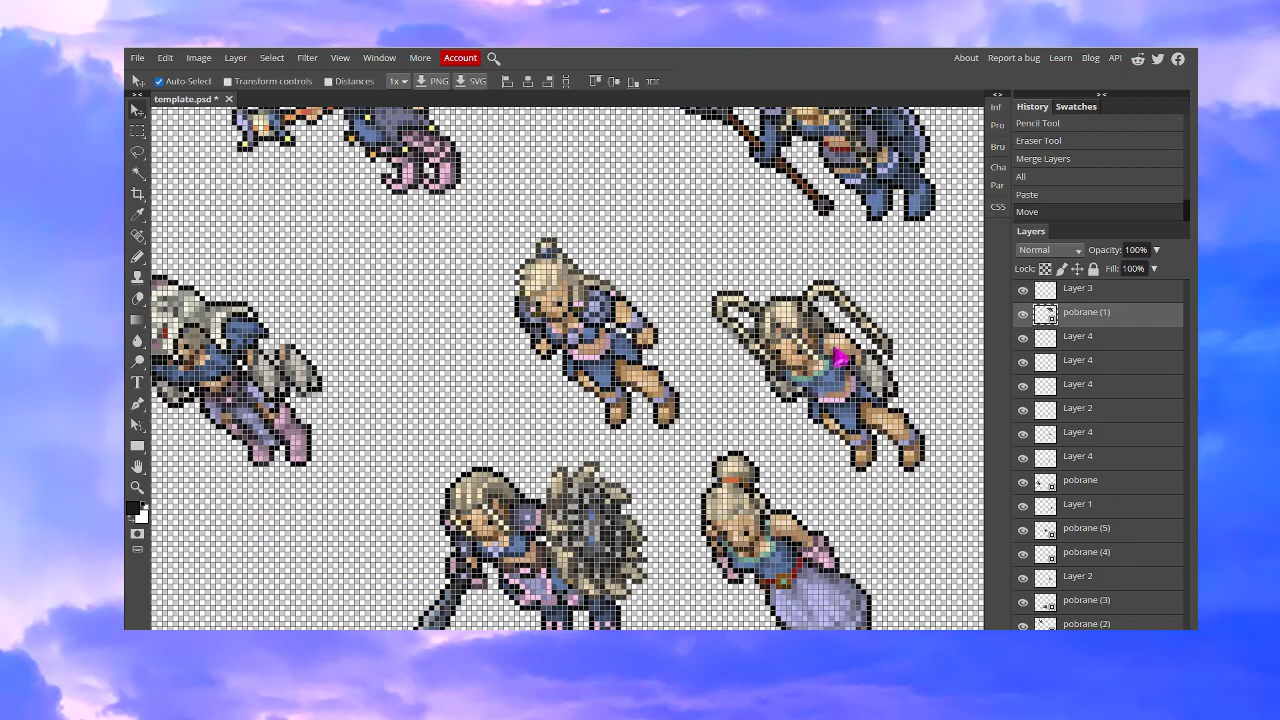 File Edit Image Layer Select Filter View Window More Account About Report a bug Learn Blog API
Auto-Select Transform controls Distances 1x PNG SVG
template.psd *
Inf
Pro
Bru
Cha
Par
CSS
History Swatches
Pencil Tool
Eraser Tool
Merge Layers
All
Paste
Move
Layers
Normal Opacity: 100%
Lock: Fill: 100%
Layer 3
pobrane (1)
Layer 4
Layer 4
Layer 4
Layer 2
Layer 4
Layer 4
pobrane
Layer 1
pobrane (5)
pobrane (4)
Layer 2
pobrane (3)
pobrane (2)